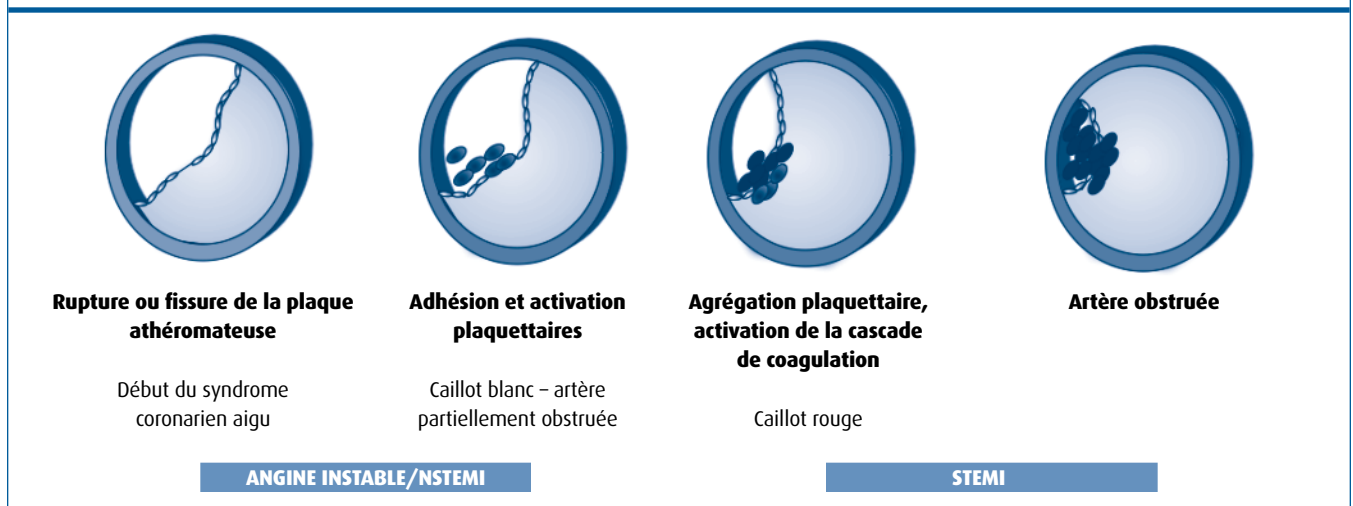 Rupture ou fissure de la plaque
athéromateuse
Début du syndrome
coronarien aigu
Adhésion et activation
plaquettaires
Caillot blanc – artère
partiellement obstruée
Agrégation plaquettaire,
activation de la cascade
de coagulation
Caillot rouge
Artère obstruée
ANGINE INSTABLE/NSTEMI
STEMI